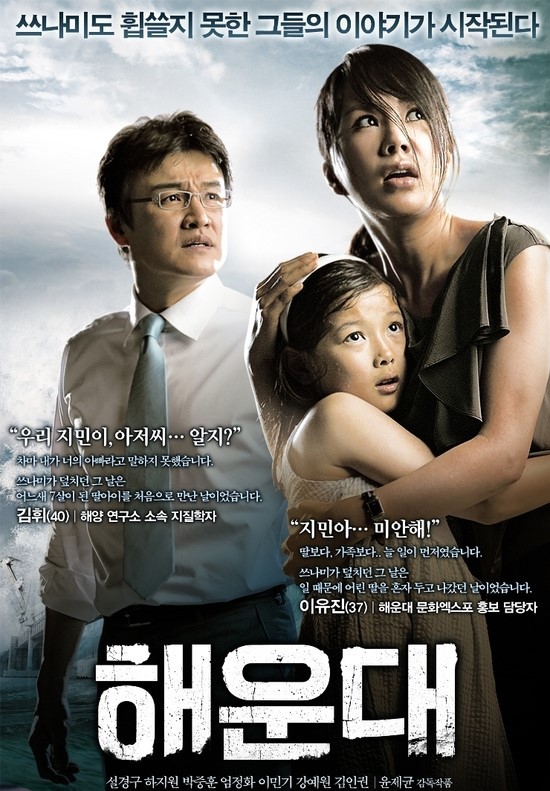 쓰나미도 휩쓸지 못한 그들의 이야기가 시작된다
“우리 지민이, 아저씨… 알지?”
차마 내가 너의 아빠라고 말하지 못했습니다.
쓰나미가 덮치던 그 날은
어느새 7살이 된 딸아이를 처음으로 만난 날이었습니다.
김휘(40) | 해양 연구소 소속 지질학자
“지민아… 미안해!”
딸보다, 가족보다.. 늘 일이 먼저였습니다.
쓰나미가 덮치던 그 날은
일 때문에 어린 딸을 혼자 두고 나갔던 날이었습니다.
이유진(37) | 해운대 문화엑스포 홍보 담당자
해운대
설경구 하지원 박중훈 엄정화 이민기 강예원 김인권 | 윤제균 감독작품